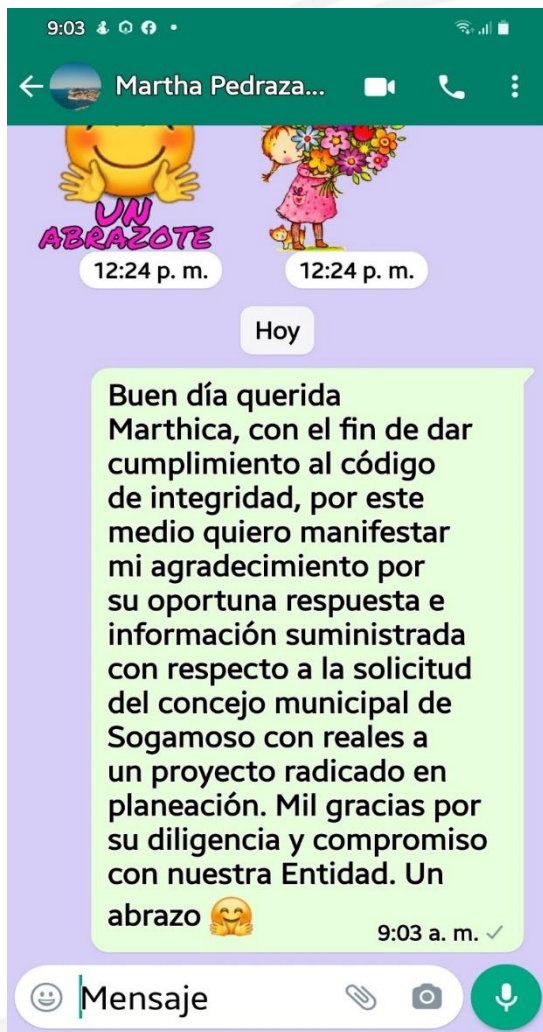 9:03
Martha Pedraza...
UN
ABRAZOTE
12:24 p. m.
12:24 p. m.
Hoy
Buen día querida
Marthica, con el fin de dar
cumplimiento al código
de integridad, por este
medio quiero manifestar
mi agradecimiento por
su oportuna respuesta e
información suministrada
con respecto a la solicitud
del concejo municipal de
Sogamoso con reales a
un proyecto radicado en
planeación. Mil gracias por
su diligencia y compromiso
con nuestra Entidad. Un
abrazo 🤗
9:03 a. m.
Mensaje